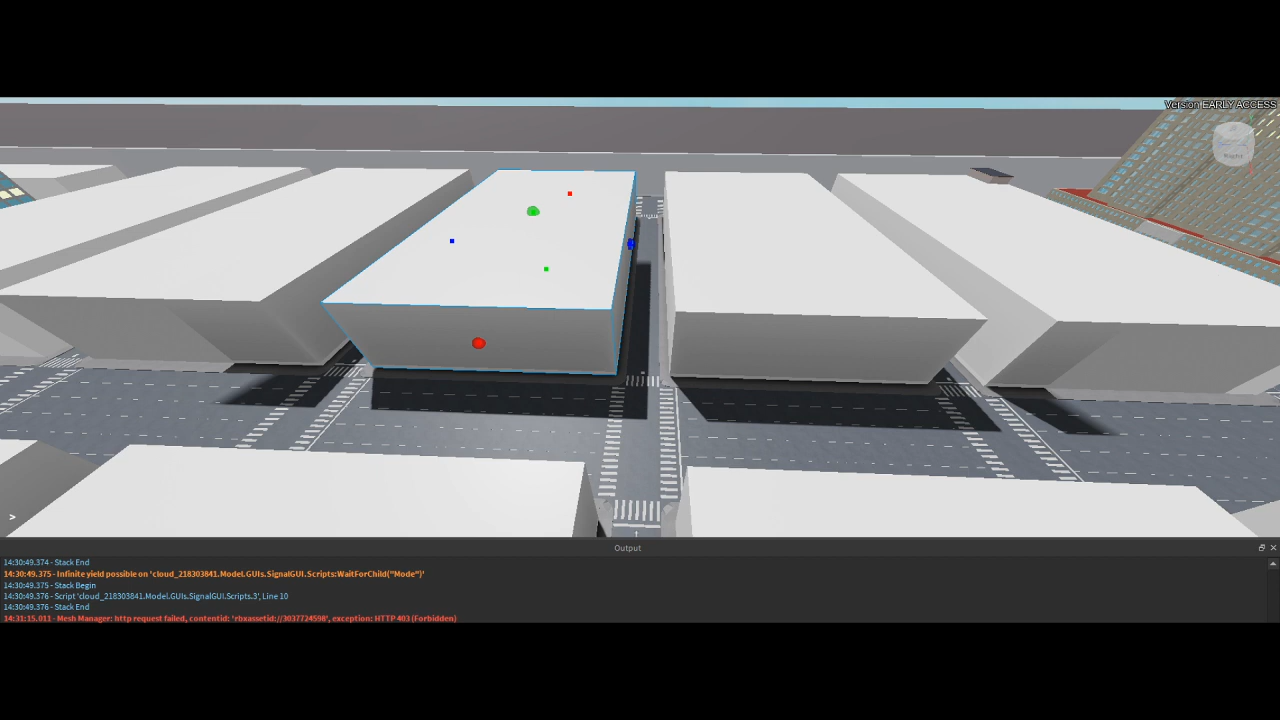 Version EARLY ACCESS
Right
>
Output
14:30:49.374 - Stack End
14:30:49.375 - Infinite yield possible on 'cloud_218303841.Model.GUIs.SignalGUI.Scripts:WaitForChild("Mode")'
14:30:49.375 - Stack Begin
14:30:49.376 - Script 'cloud_218303841.Model.GUIs.SignalGUI.Scripts.3', Line 10
14:30:49.376 - Stack End
14:31:15.011 - Mesh Manager: http request failed, contentid: 'rbxassetid://3037724598', exception: HTTP 403 (Forbidden)